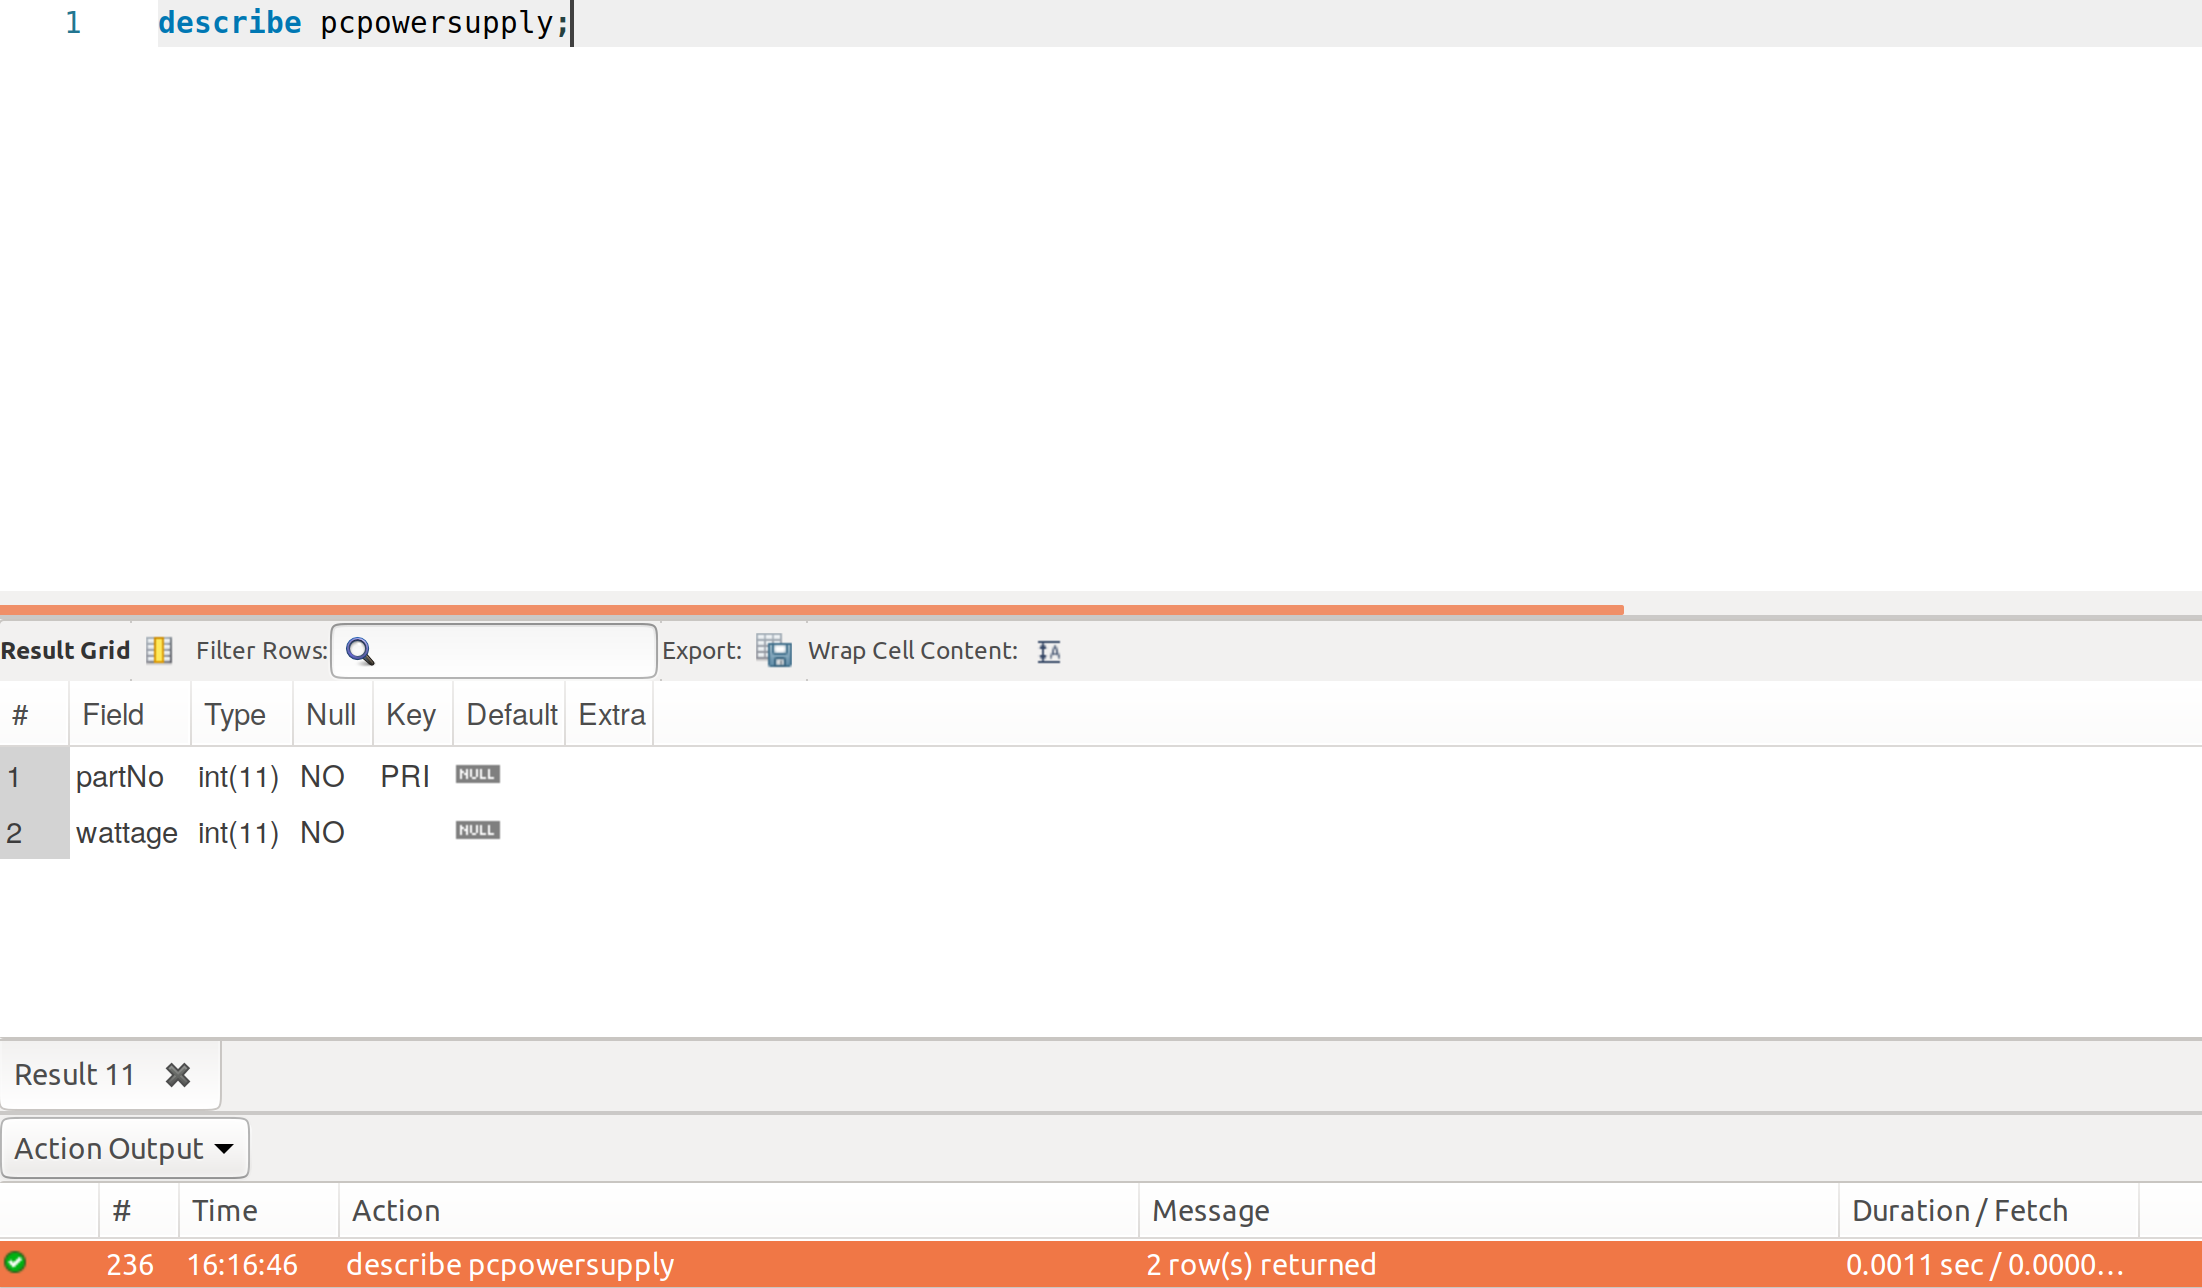 1 describe pcpowersupply;
Result Grid Filter Rows: Export: Wrap Cell Content:
# Field Type Null Key Default Extra
1 partNo int(11) NO PRI NULL
2 wattage int(11) NO NULL
Result 11
Action Output
# Time Action Message Duration / Fetch
236 16:16:46 describe pcpowersupply 2 row(s) returned 0.0011 sec / 0.0000...